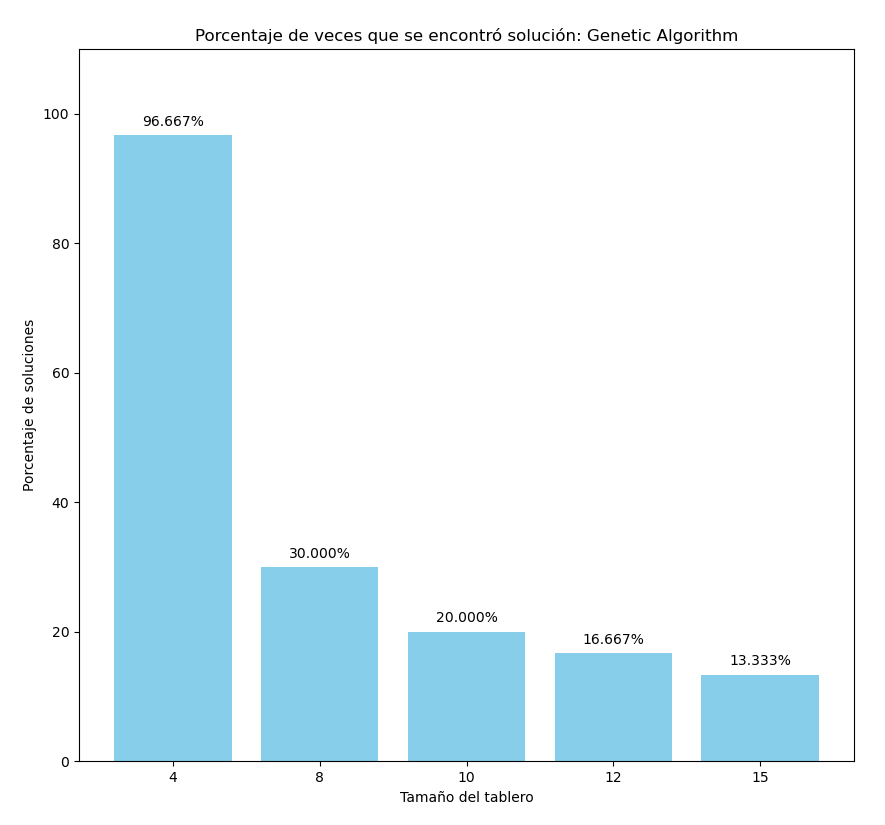 Porcentaje de veces que se encontró solución: Genetic Algorithm
Porcentaje de soluciones
100
80
60
40
20
0
96.667%
30.000%
20.000%
16.667%
13.333%
4 8 10 12 15
Tamaño del tablero